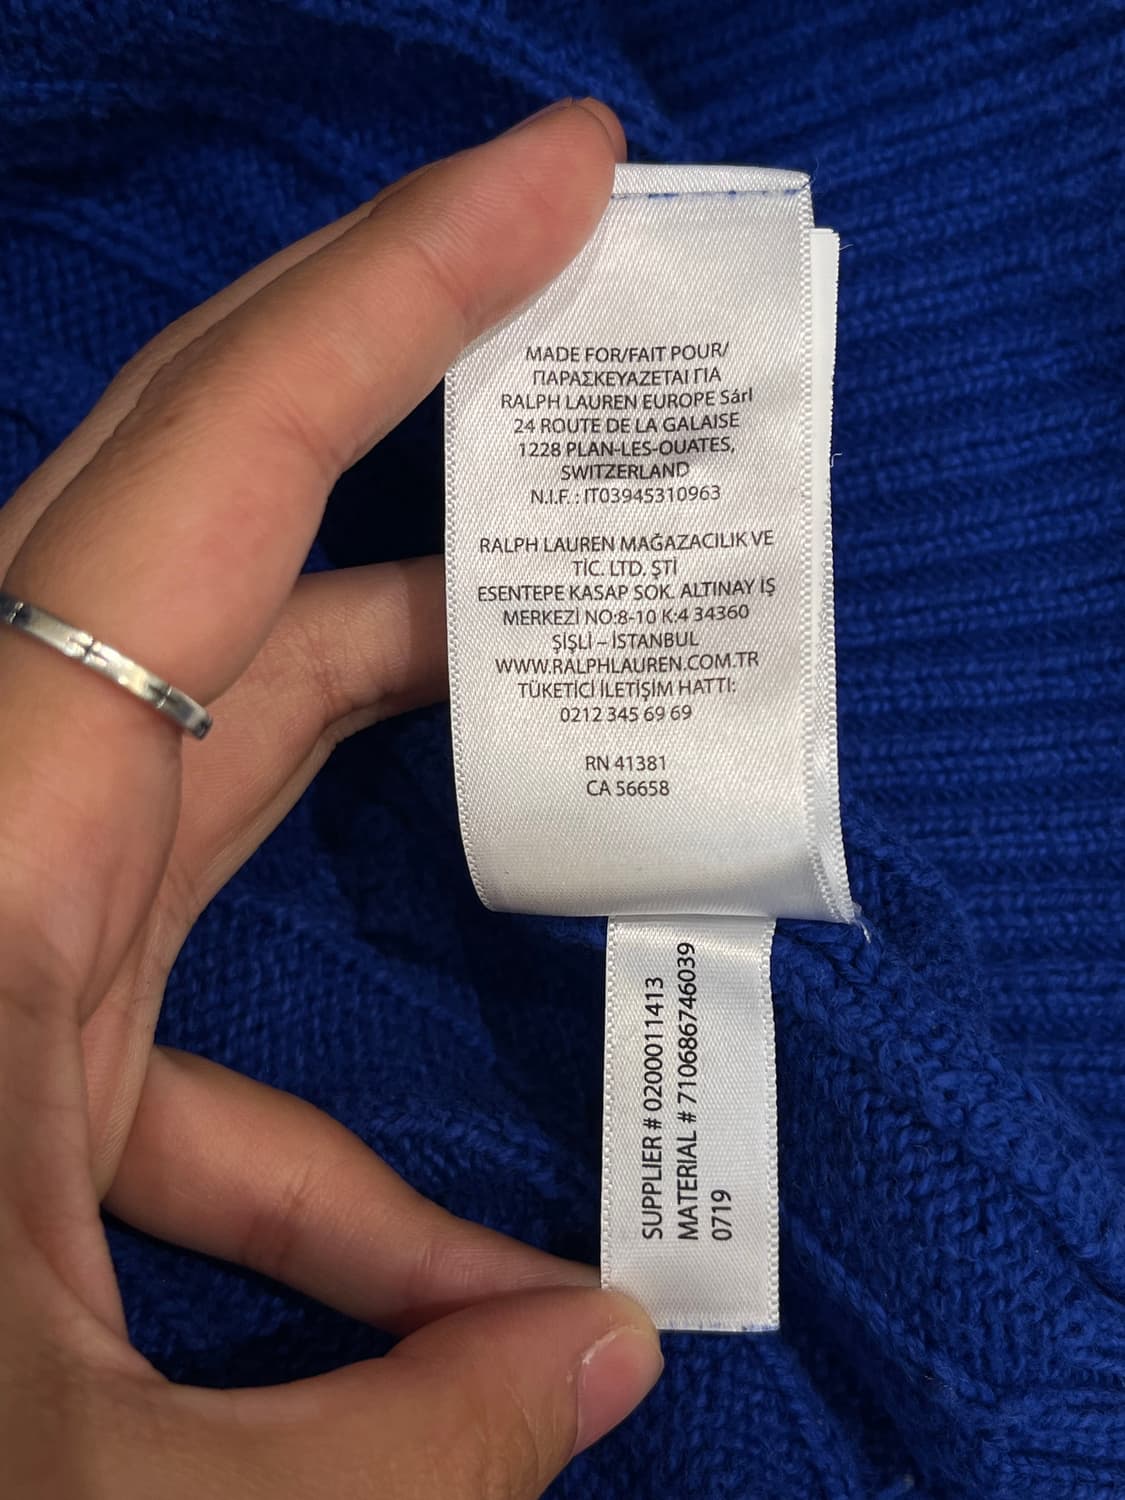 MADE FOR/FAIT POUR/
ΠΑΡΑΣΚΕΥΑΖΕΤΑΙ ΓΙΑ
RALPH LAUREN EUROPE Sárl
24 ROUTE DE LA GALAISE
1228 PLAN-LES-OUATES,
SWITZERLAND
N.I.F. : IT03945310963
RALPH LAUREN MAĞAZACILIK VE
TİC. LTD. ŞTİ
ESENTEPE KASAP SOK. ALTINAY İŞ
MERKEZİ NO:8-10 K:4 34360
ŞİŞLİ – İSTANBUL
WWW.RALPHLAUREN.COM.TR
TÜKETİCİ İLETİŞİM HATTI:
0212 345 69 69
RN 41381
CA 56658
SUPPLIER # 0200011413
MATERIAL # 710686746039
0719